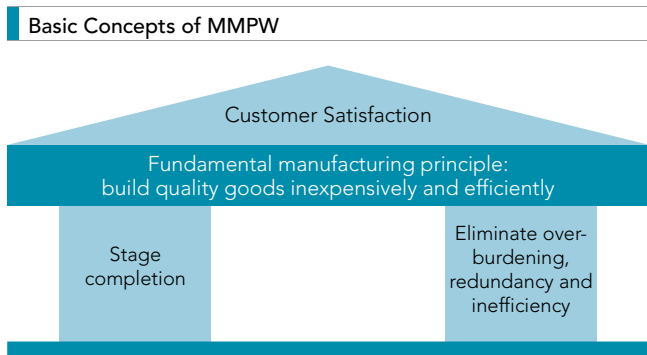 Basic Concepts of MMPW
Customer Satisfaction
Fundamental manufacturing principle:
build quality goods inexpensively and efficiently
Stage
completion
Eliminate over-
burdening,
redundancy and
inefficiency